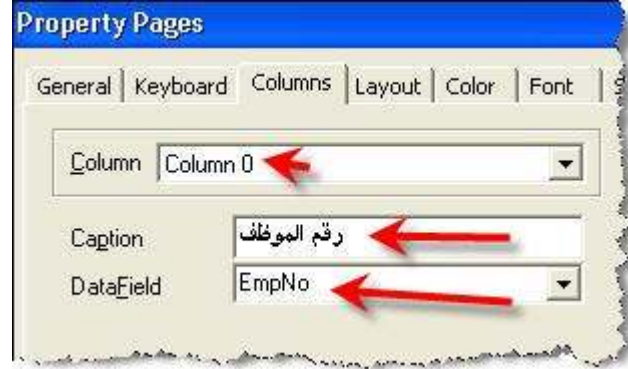 Property Pages
General Keyboard Columns Layout Color Font
Column Column 0
Caption رقم الموظف
DataField EmpNo